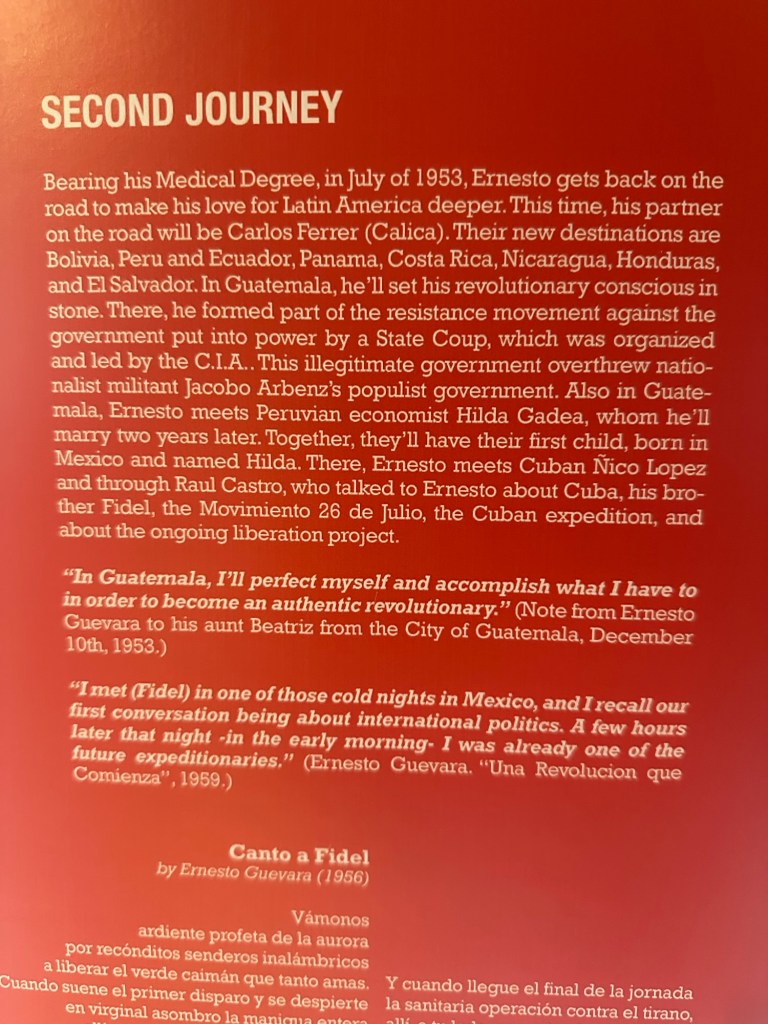 SECOND JOURNEY
Bearing his Medical Degree, in July of 1953, Ernesto gets back on the
road to make his love for Latin America deeper. This time, his partner
on the road will be Carlos Ferrer (Calica). Their new destinations are
Bolivia, Peru and Ecuador, Panama, Costa Rica, Nicaragua, Honduras,
and El Salvador. In Guatemala, he'll set his revolutionary conscious in
stone. There, he formed part of the resistance movement against the
government put into power by a State Coup, which was organized
and led by the C.I.A.. This illegitimate government overthrew natio-
nalist militant Jacobo Arbenz's populist government. Also in Guate-
mala, Ernesto meets Peruvian economist Hilda Gadea, whom he'll
marry two years later. Together, they'll have their first child, born in
Mexico and named Hilda. There, Ernesto meets Cuban Ñico Lopez
and through Raul Castro, who talked to Ernesto about Cuba, his bro-
ther Fidel, the Movimiento 26 de Julio, the Cuban expedition, and
about the ongoing liberation project.
“In Guatemala, I'll perfect myself and accomplish what I have to
in order to become an authentic revolutionary.” (Note from Ernesto
Guevara to his aunt Beatriz from the City of Guatemala, December
10th, 1953.)
“I met (Fidel) in one of those cold nights in Mexico, and I recall our
first conversation being about international politics. A few hours
later that night -in the early morning- I was already one of the
future expeditionaries.” (Ernesto Guevara. “Una Revolucion que
Comienza”, 1959.)
Canto a Fidel
by Ernesto Guevara (1956)
Vámonos
ardiente profeta de la aurora
por recónditos senderos inalámbricos
a liberar el verde caimán que tanto amas.
Cuando suene el primer disparo y se despierte
en virginal asombro la manigua entera
Y cuando llegue el final de la jornada
la sanitaria operación contra el tirano,